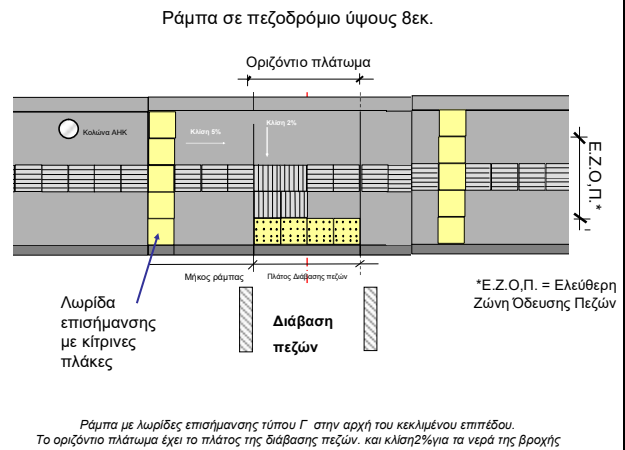 Ράμπα σε πεζοδρόμιο ύψους 8εκ.
Οριζόντιο πλάτωμα
Κολώνα ΑΗΚ
Κλίση 5%
Κλίση 2%
Ε.Ζ.Ο,Π.*
Μήκος ράμπας
Πλάτος Διάβασης πεζών
Λωρίδα
επισήμανσης
με κίτρινες
πλάκες
Διάβαση
πεζών
*Ε.Ζ.Ο,Π. = Ελεύθερη
Ζώνη Όδευσης Πεζών
Ράμπα με λωρίδες επισήμανσης τύπου Γ στην αρχή του κεκλιμένου επιπέδου.
Το οριζόντιο πλάτωμα έχει το πλάτος της διάβασης πεζών. και κλίση2%για τα νερά της βροχής